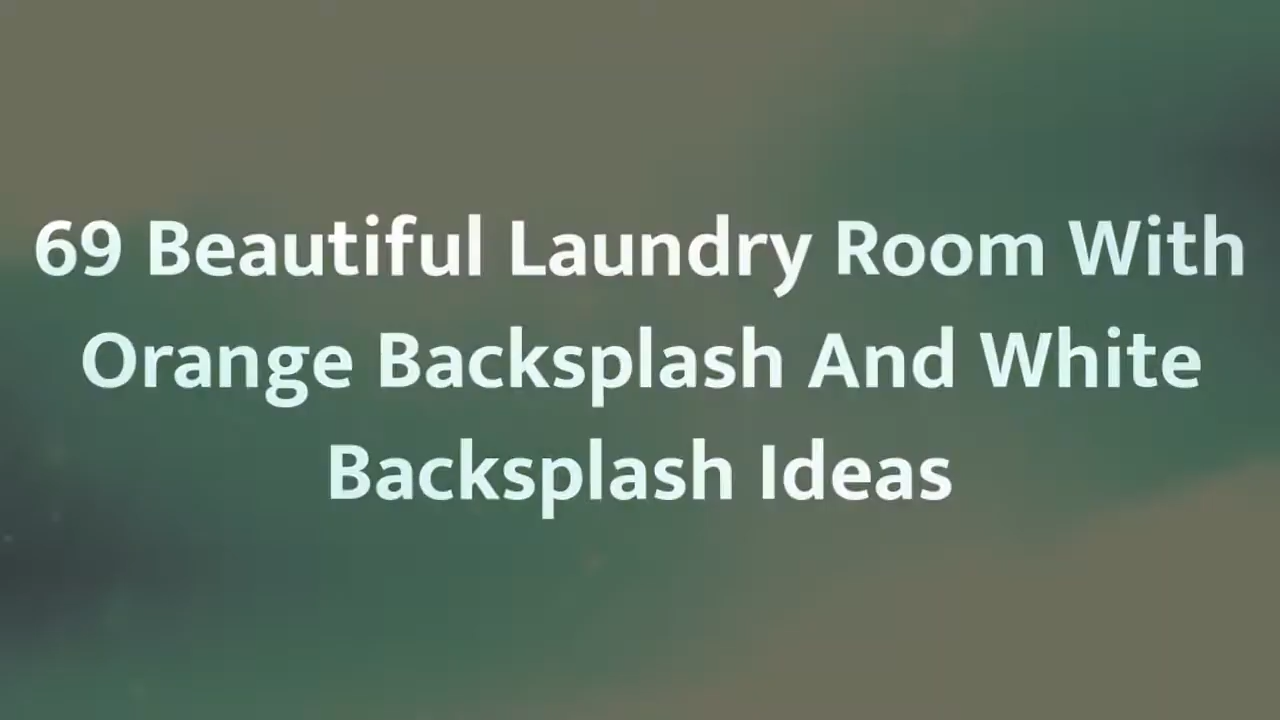 69 Beautiful Laundry Room With
Orange Backsplash And White
Backsplash Ideas